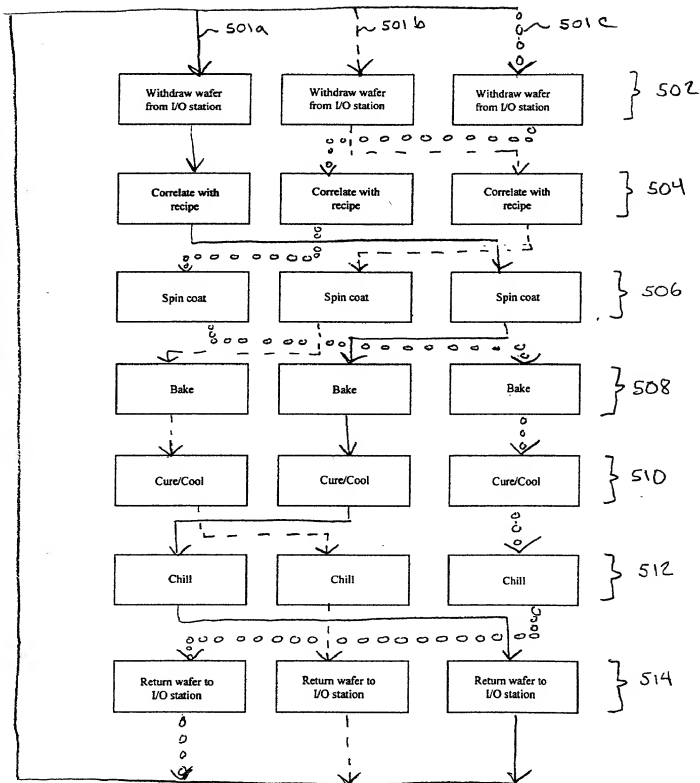 501a
501b
501c
Withdraw wafer
from I/O station
Withdraw wafer
from I/O station
Withdraw wafer
from I/O station
502
Correlate with
recipe
Correlate with
recipe
Correlate with
recipe
504
Spin coat
Spin coat
Spin coat
506
Bake
Bake
Bake
508
Cure/Cool
Cure/Cool
Cure/Cool
510
Chill
Chill
Chill
512
Return wafer to
I/O station
Return wafer to
I/O station
Return wafer to
I/O station
514